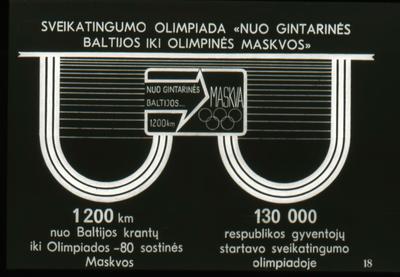 SVEIKATINGUMO OLIMPIADA «NUO GINTARINĖS
BALTIJOS IKI OLIMPINĖS MASKVOS»
NUO GINTARINĖS
BALTIJOS...
1200km
MASKVA
1200 km
nuo Baltijos krantų
iki Olimpiados -80 sostinės
Maskvos
130 000
respublikos gyventojų
startavo sveikatingumo
olimpiadoje
18